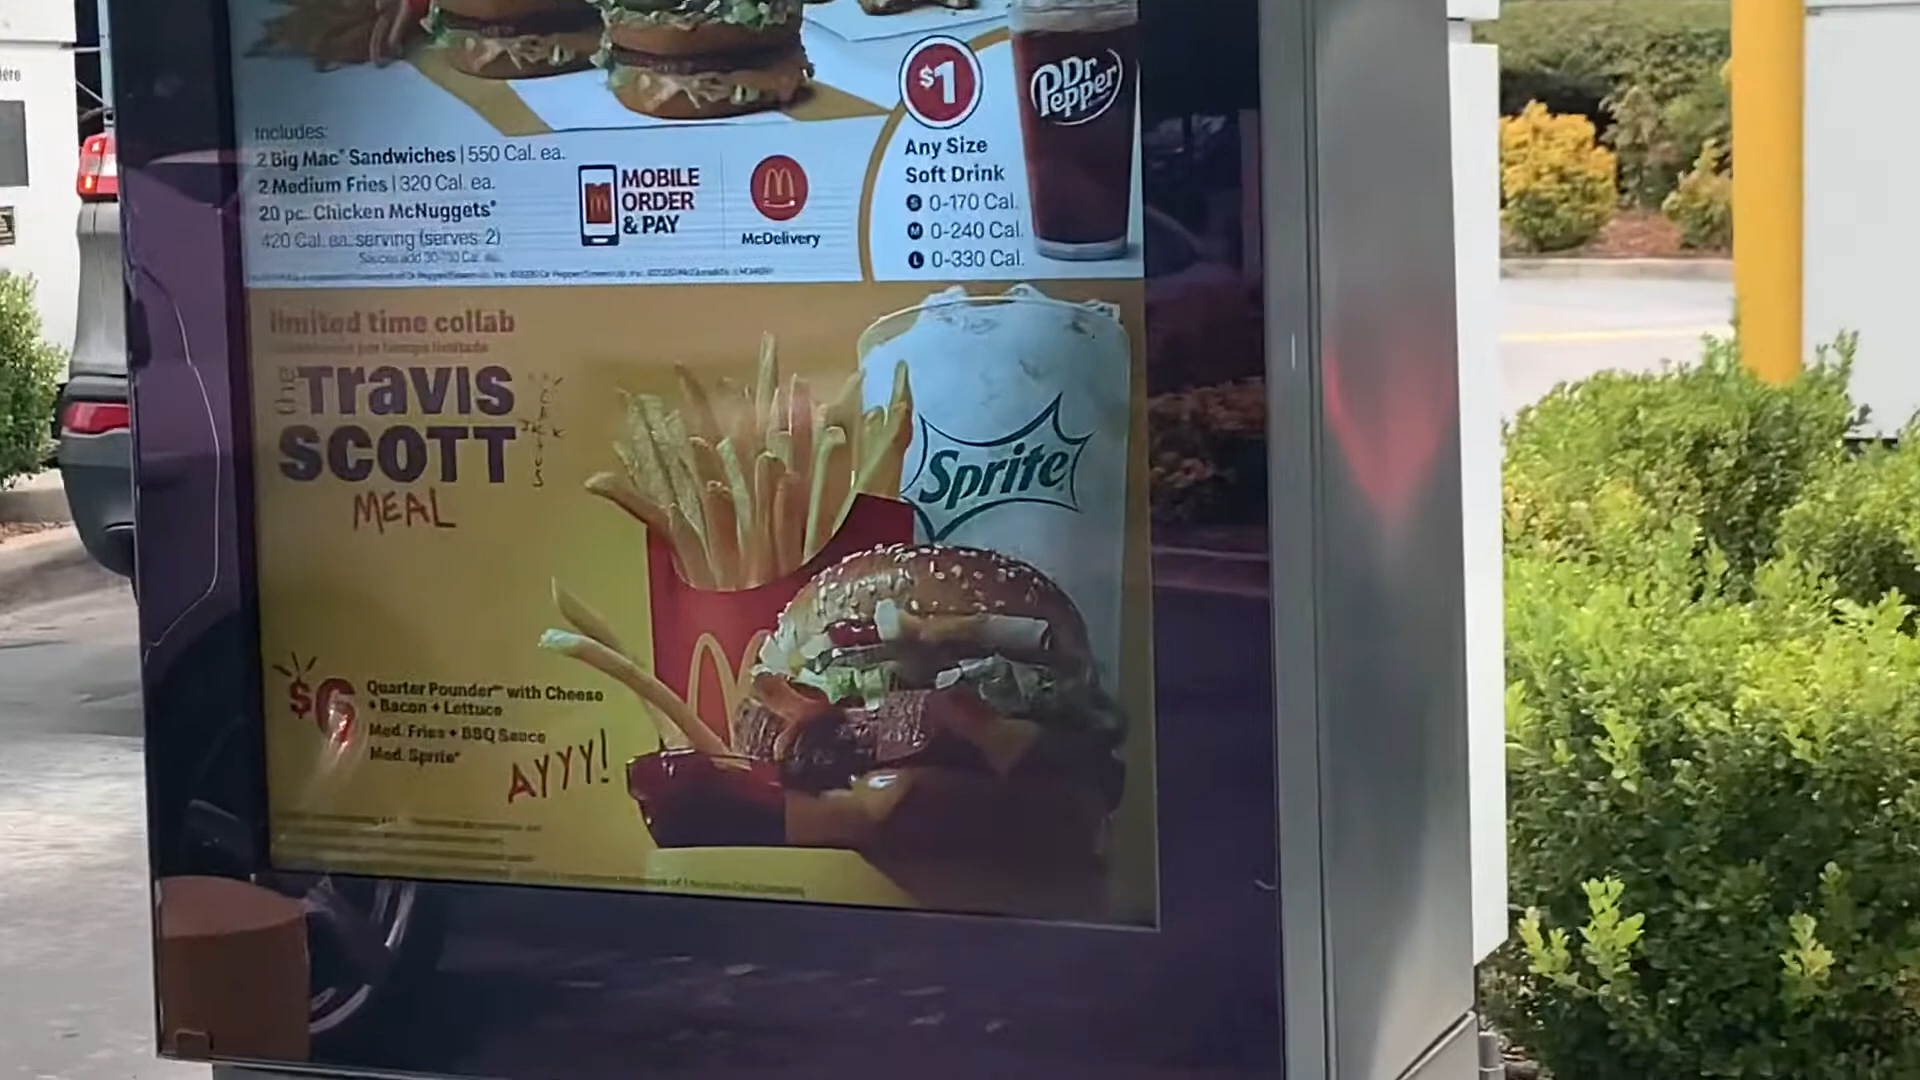 $1
Dr Pepper
Any Size
Soft Drink
S 0-170 Cal.
M 0-240 Cal.
L 0-330 Cal.
Includes:
2 Big Mac® Sandwiches | 550 Cal. ea.
2 Medium Fries | 320 Cal. ea.
20 pc. Chicken McNuggets®
420 Cal. ea. serving (serves 2)
MOBILE
ORDER
& PAY
McDelivery
limited time collab
the Travis
SCOTT
MEAL
Sprite
$6
Quarter Pounder™ with Cheese
+ Bacon + Lettuce
Med. Fries + BBQ Sauce
Med. Sprite®
AYYY!